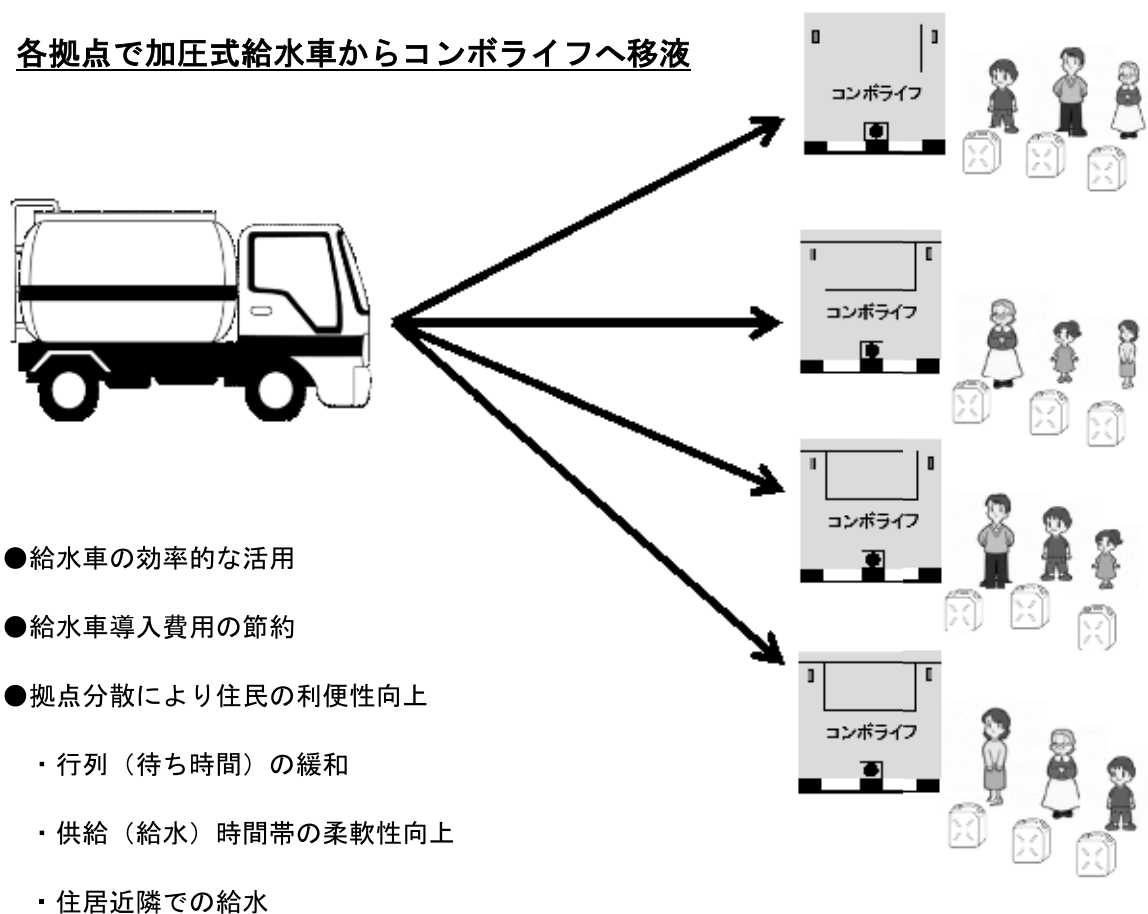 各拠点で加圧式給水車からコンボライフへ移液
コンボライフ
コンボライフ
コンボライフ
コンボライフ
●給水車の効率的な活用
●給水車導入費用の節約
●拠点分散により住民の利便性向上
・行列（待ち時間）の緩和
・供給（給水）時間帯の柔軟性向上
・住居近隣での給水